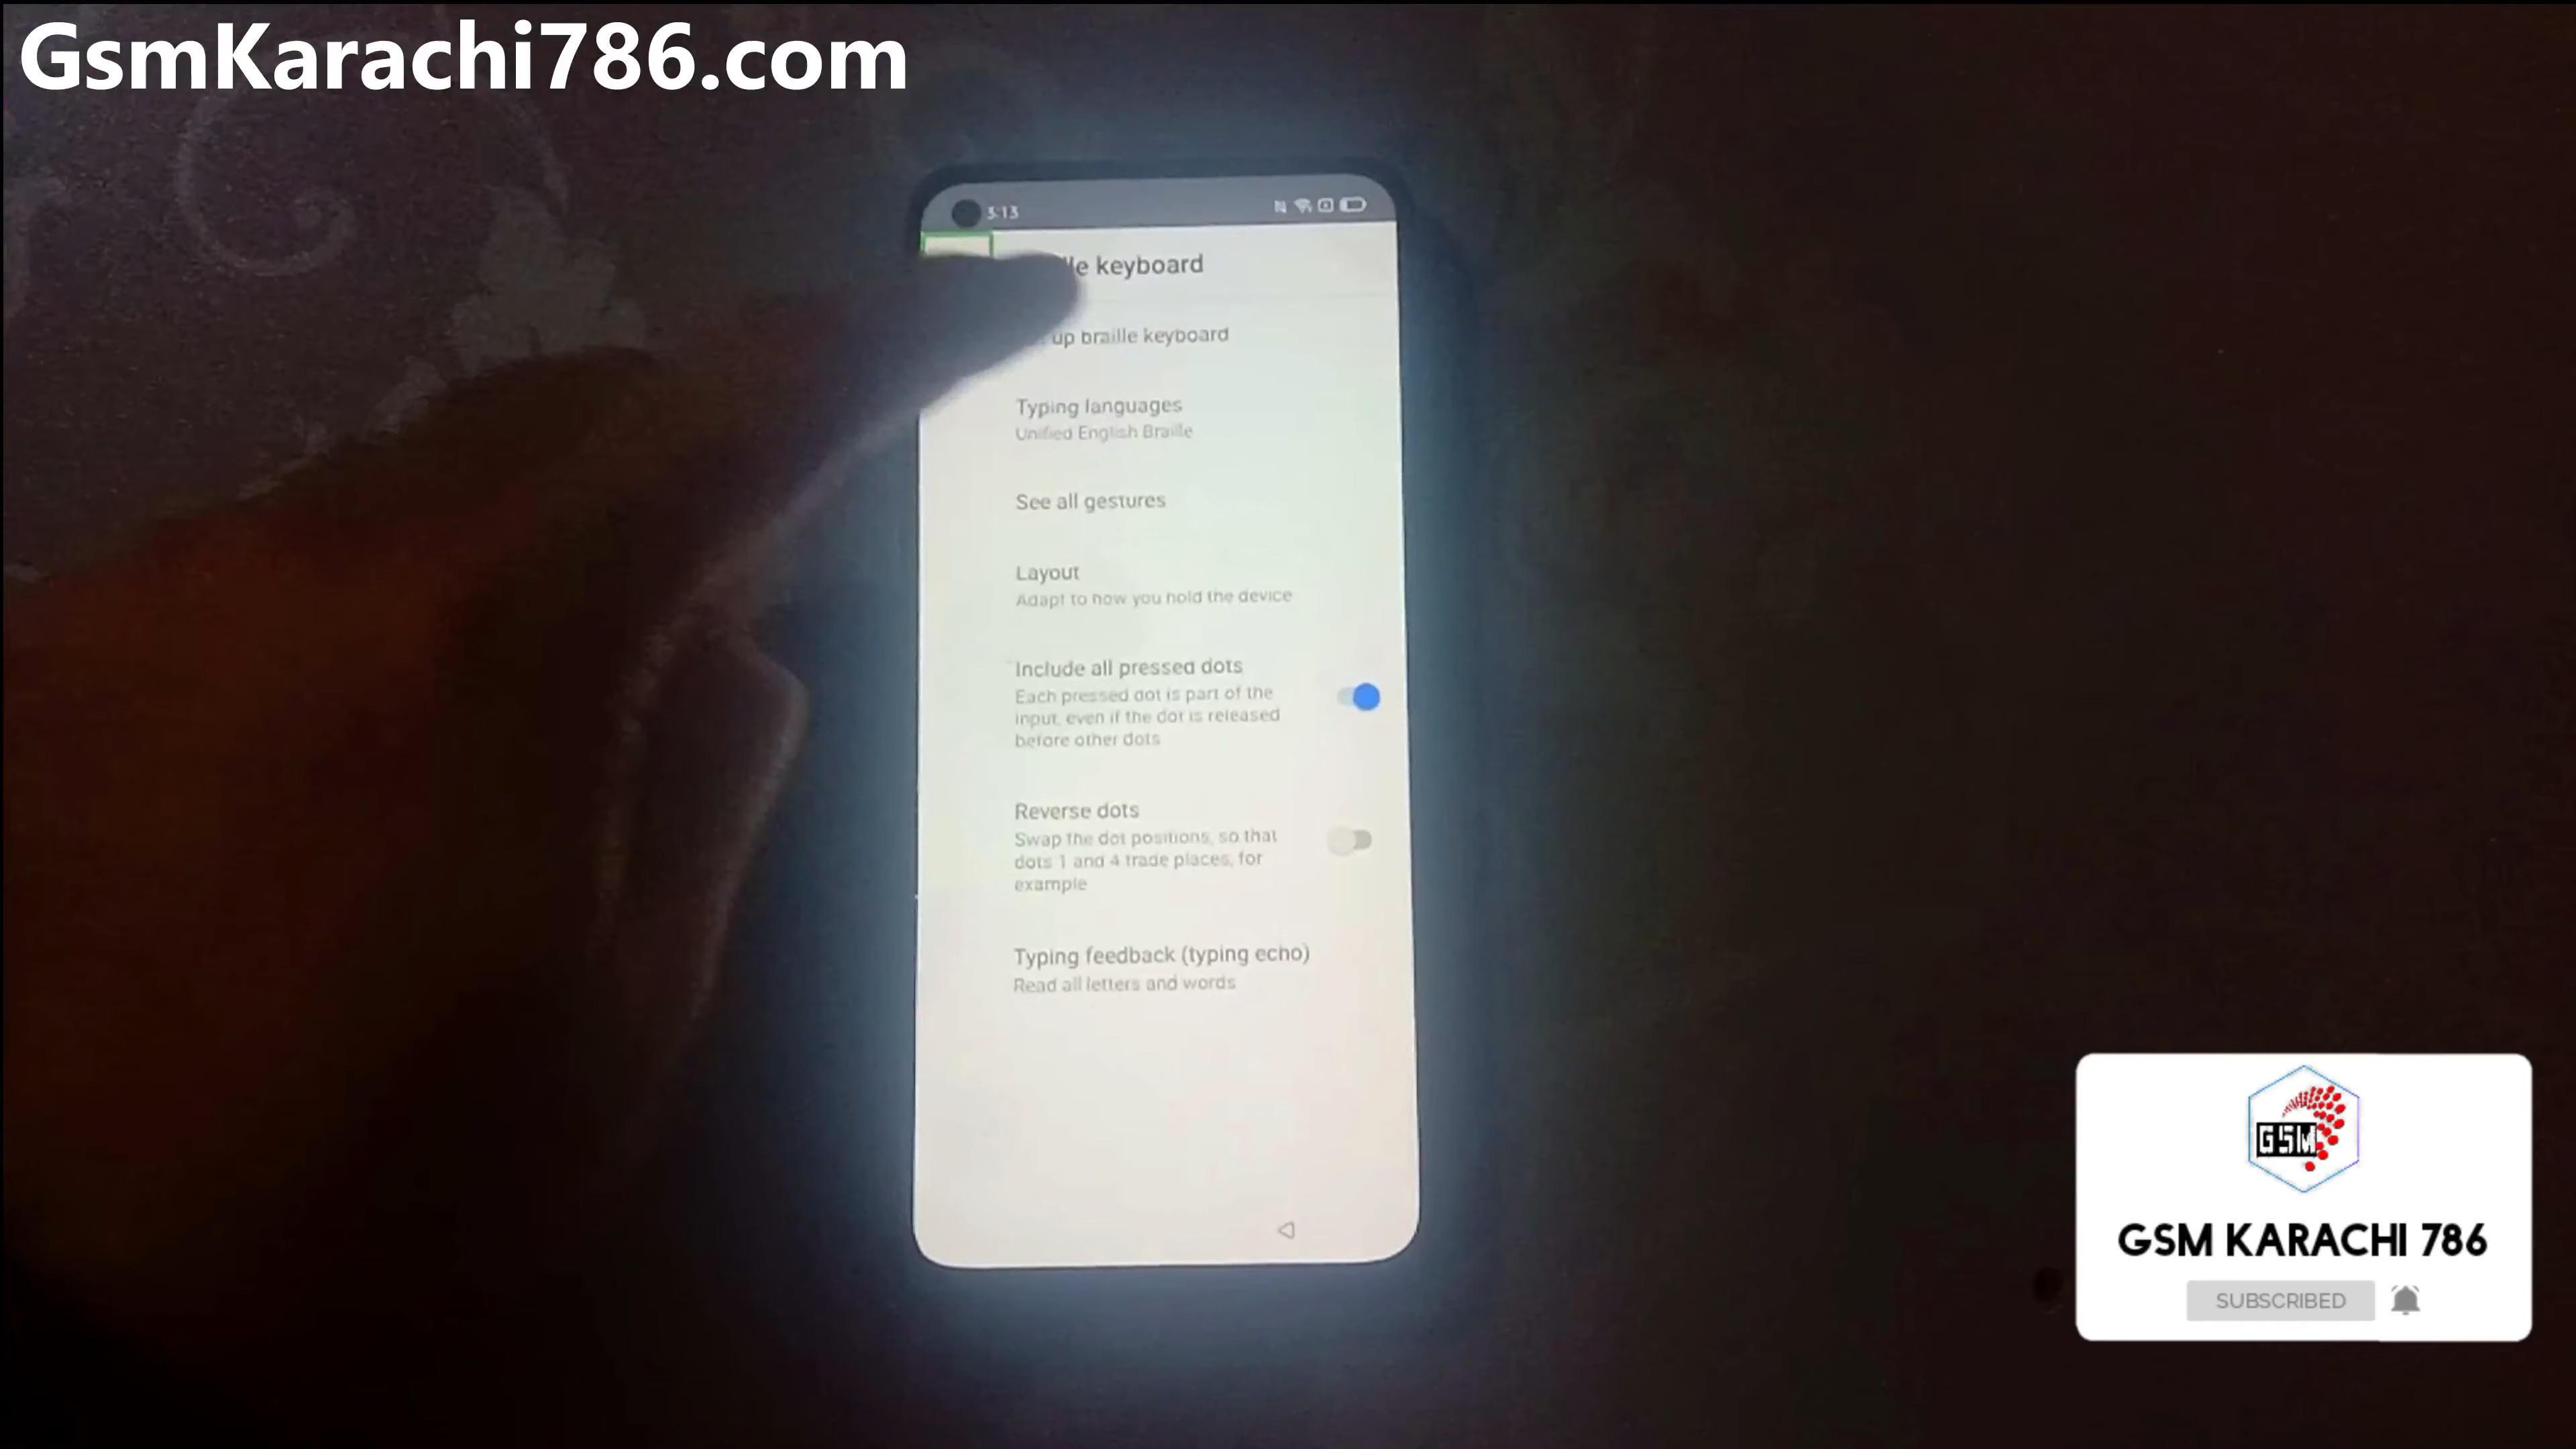 GsmKarachi786.com
3:13
le keyboard
up braille keyboard
Typing languages
Unified English Braille
See all gestures
Layout
Adapt to how you hold the device
Include all pressed dots
Each pressed dot is part of the
input, even if the dot is released
before other dots
Reverse dots
Swap the dot positions, so that
dots 1 and 4 trade places, for
example
Typing feedback (typing echo)
Read all letters and words
GSM
GSM KARACHI 786
SUBSCRIBED